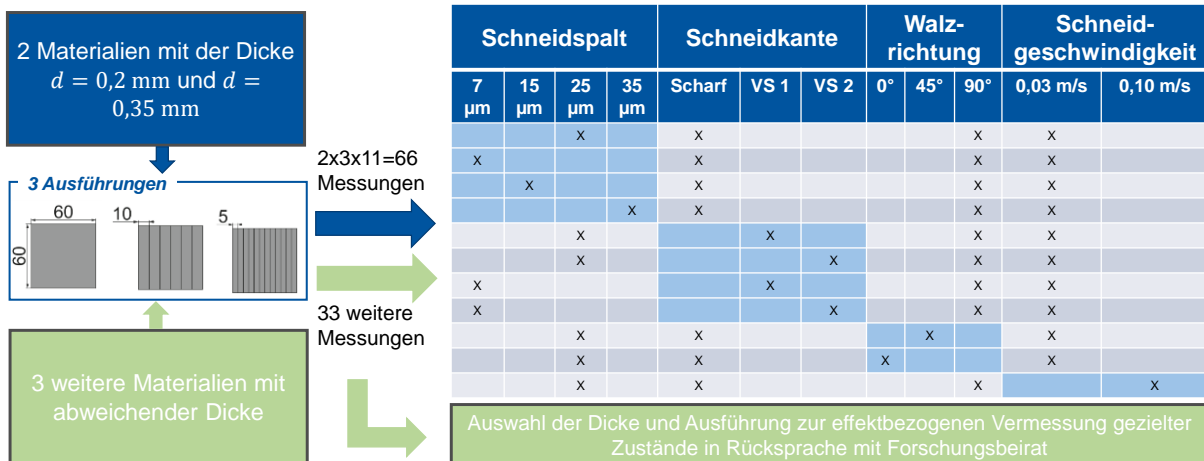 2 Materialien mit der Dicke
d = 0,2 mm und d =
0,35 mm
3 Ausführungen
60
60
10
5
3 weitere Materialien mit
abweichender Dicke
2x3x11=66
Messungen
33 weitere
Messungen
Schneidspalt Schneidkante Walz-
richtung Schneid-
geschwindigkeit
7
µm 15
µm 25
µm 35
µm Scharf VS 1 VS 2 0° 45° 90° 0,03 m/s 0,10 m/s
x x x x
x x x x
x x x x
x x x x
x x x x
x x x x
x x x x
x x x x
x x x x
x x x x
x x x x
Auswahl der Dicke und Ausführung zur effektbezogenen Vermessung gezielter
Zustände in Rücksprache mit Forschungsbeirat